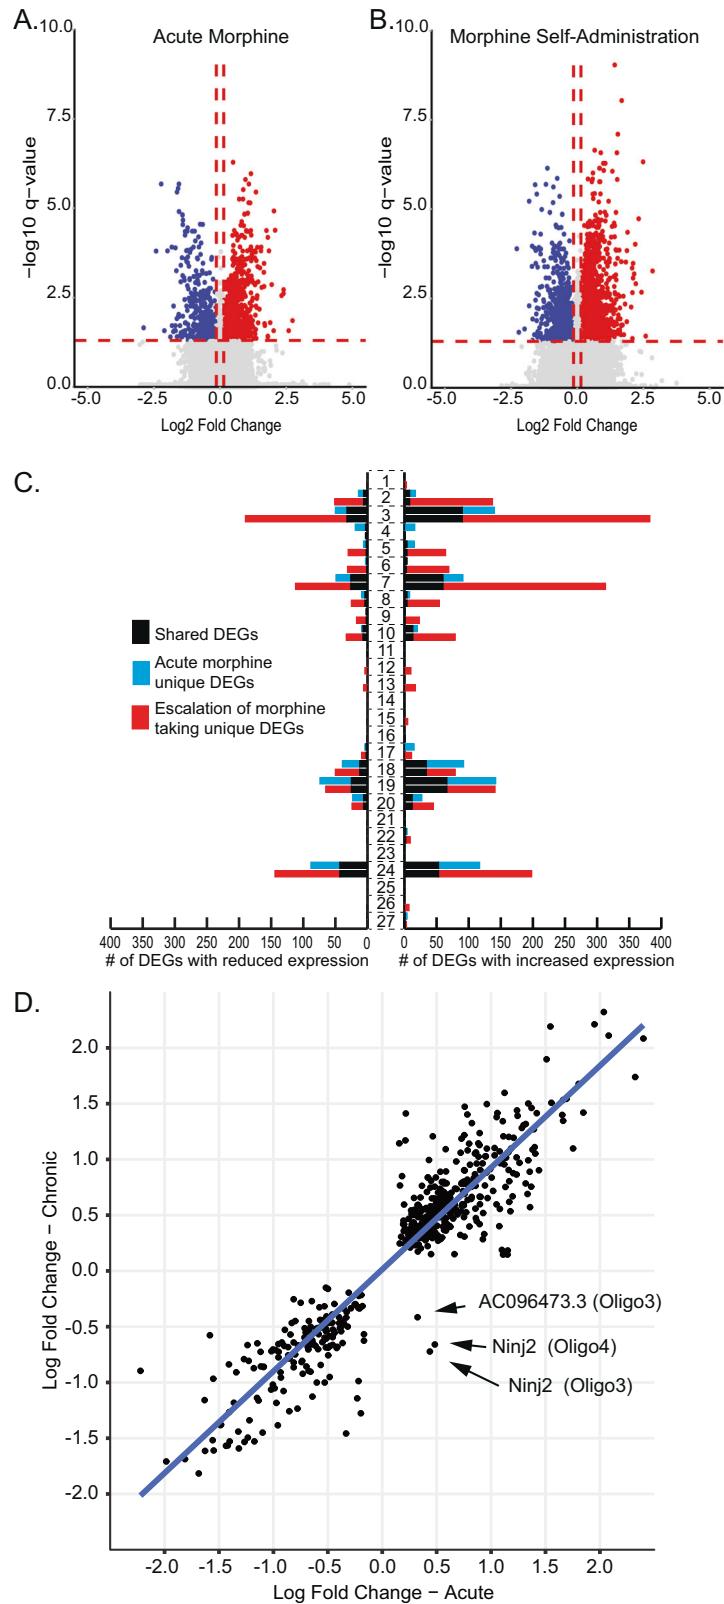 A.
Acute Morphine
10.0
7.5
5.0
2.5
0.0
−log10 q−value
-5.0 -2.5 0.0 2.5 5.0
Log2 Fold Change
B.
Morphine Self-Administration
10.0
7.5
5.0
2.5
0.0
−log10 q−value
-5.0 -2.5 0.0 2.5 5.0
Log2 Fold Change
C.
1
2
3
4
5
6
7
8
9
10
11
12
13
14
15
16
17
18
19
20
21
22
23
24
25
26
27
Shared DEGs
Acute morphine
unique DEGs
Escalation of morphine
taking unique DEGs
400 350 300 250 200 150 100 50 0
# of DEGs with reduced expression
0 50 100 150 200 250 300 350 400
# of DEGs with increased expression
D.
2.0
1.5
1.0
0.5
0.0
-0.5
-1.0
-1.5
-2.0
Log Fold Change − Chronic
AC096473.3 (Oligo3)
Ninj2 (Oligo4)
Ninj2 (Oligo3)
-2.0 -1.5 -1.0 -0.5 0.0 0.5 1.0 1.5 2.0
Log Fold Change − Acute